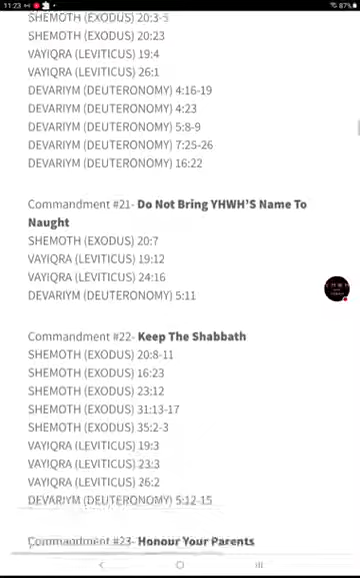 11:23
87%
SHEMOTH (EXODUS) 20:3-5
SHEMOTH (EXODUS) 20:23
VAYIQRA (LEVITICUS) 19:4
VAYIQRA (LEVITICUS) 26:1
DEVARIYM (DEUTERONOMY) 4:16-19
DEVARIYM (DEUTERONOMY) 4:23
DEVARIYM (DEUTERONOMY) 5:8-9
DEVARIYM (DEUTERONOMY) 7:25-26
DEVARIYM (DEUTERONOMY) 16:22
Commandment #21- Do Not Bring YHWH'S Name To
Naught
SHEMOTH (EXODUS) 20:7
VAYIQRA (LEVITICUS) 19:12
VAYIQRA (LEVITICUS) 24:16
DEVARIYM (DEUTERONOMY) 5:11
Commandment #22- Keep The Shabbath
SHEMOTH (EXODUS) 20:8-11
SHEMOTH (EXODUS) 16:23
SHEMOTH (EXODUS) 23:12
SHEMOTH (EXODUS) 31:13-17
SHEMOTH (EXODUS) 35:2-3
VAYIQRA (LEVITICUS) 19:3
VAYIQRA (LEVITICUS) 23:3
VAYIQRA (LEVITICUS) 26:2
DEVARIYM (DEUTERONOMY) 5:12-15
Commandment #23- Honour Your Parents